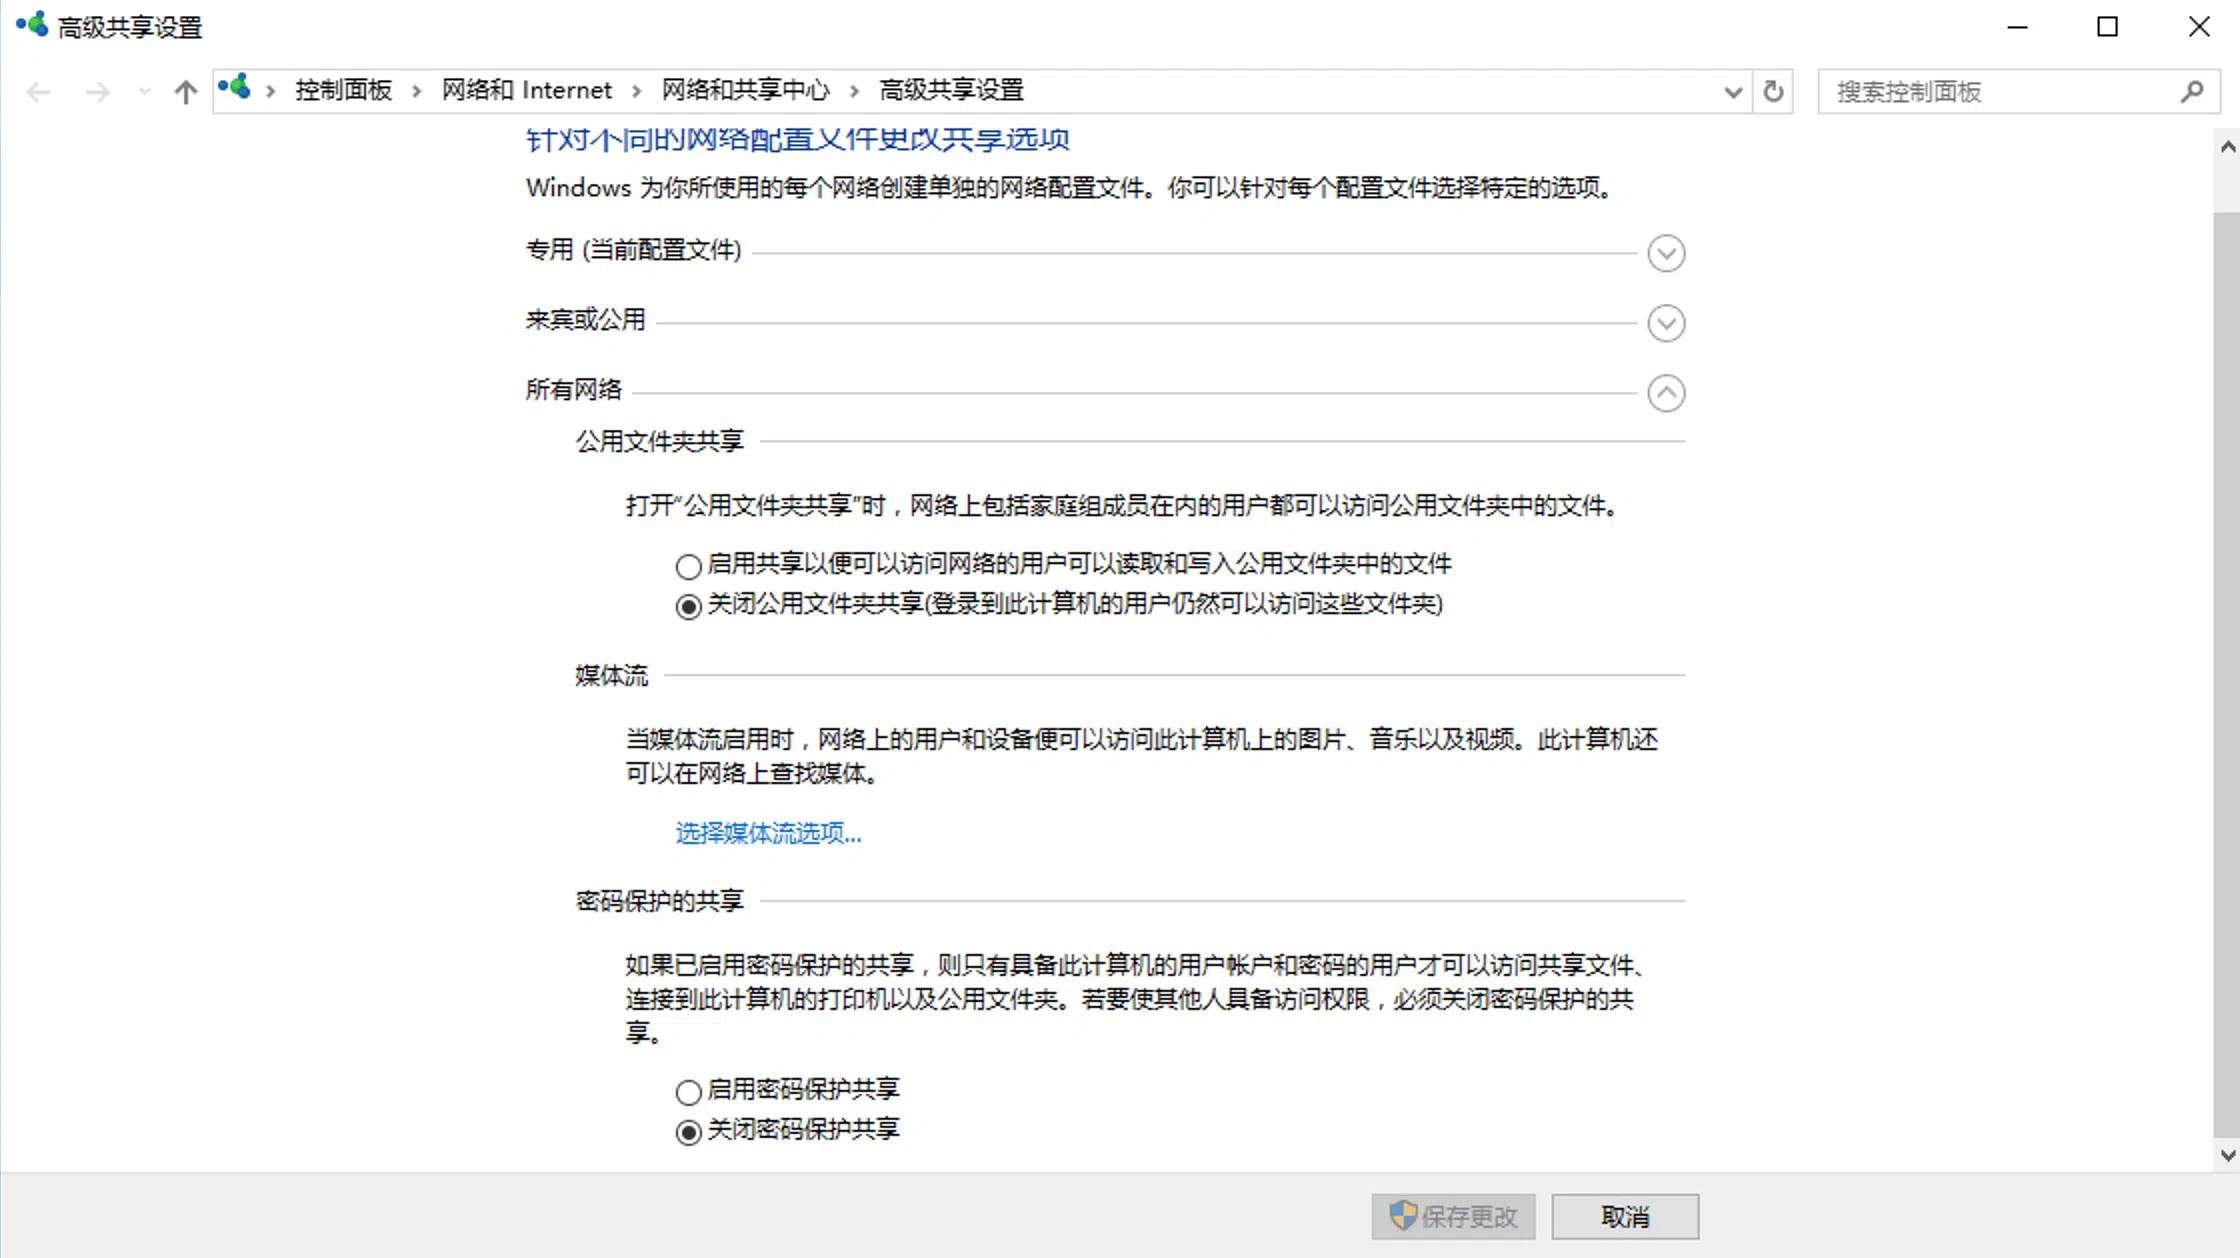 高级共享设置
控制面板 › 网络和 Internet › 网络和共享中心 › 高级共享设置
搜索控制面板
针对不同的网络配置文件更改共享选项
Windows 为你所使用的每个网络创建单独的网络配置文件。你可以针对每个配置文件选择特定的选项。
专用 (当前配置文件)
来宾或公用
所有网络
公用文件夹共享
打开“公用文件夹共享”时，网络上包括家庭组成员在内的用户都可以访问公用文件夹中的文件。
启用共享以便可以访问网络的用户可以读取和写入公用文件夹中的文件
关闭公用文件夹共享(登录到此计算机的用户仍然可以访问这些文件夹)
媒体流
当媒体流启用时，网络上的用户和设备便可以访问此计算机上的图片、音乐以及视频。此计算机还
可以在网络上查找媒体。
选择媒体流选项...
密码保护的共享
如果已启用密码保护的共享，则只有具备此计算机的用户帐户和密码的用户才可以访问共享文件、
连接到此计算机的打印机以及公用文件夹。若要使其他人具备访问权限，必须关闭密码保护的共
享。
启用密码保护共享
关闭密码保护共享
保存更改
取消